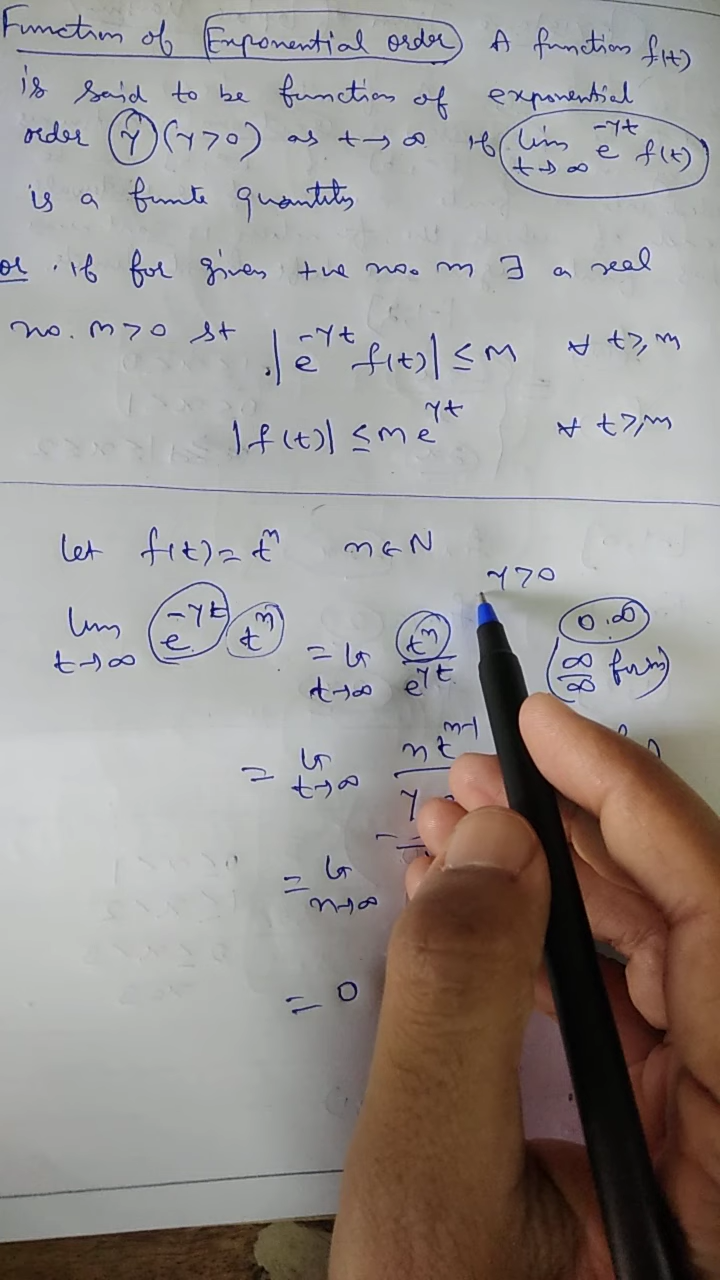 Function of Exponential order A function f(t)
is said to be function of exponential
order γ (γ>0) as t→∞ if lim t→∞ e^-γt f(t)
is a finite quantity
or if for given +ve no. m ∃ a real
no. M>0 st |e^-γt f(t)| ≤ M ∀ t≥m
|f(t)| ≤ M e^γt ∀ t≥m
let f(t) = t^n n∈N
γ>0
lim t→∞ e^-γt t^n = lt t→∞ t^n / e^γt 0.∞ (∞/∞ form)
= lt t→∞ n t^n-1 / γ
= lt n→∞
= 0